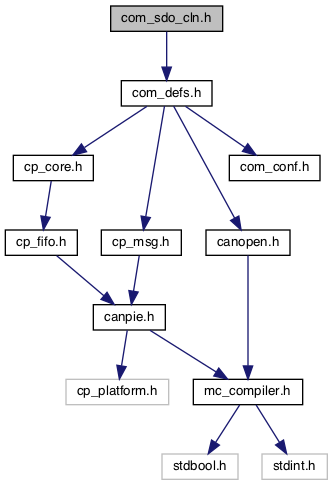 com_sdo_cln.h
com_defs.h
cp_core.h
com_conf.h
cp_fifo.h
cp_msg.h
canopen.h
canpie.h
cp_platform.h
mc_compiler.h
stdbool.h
stdint.h